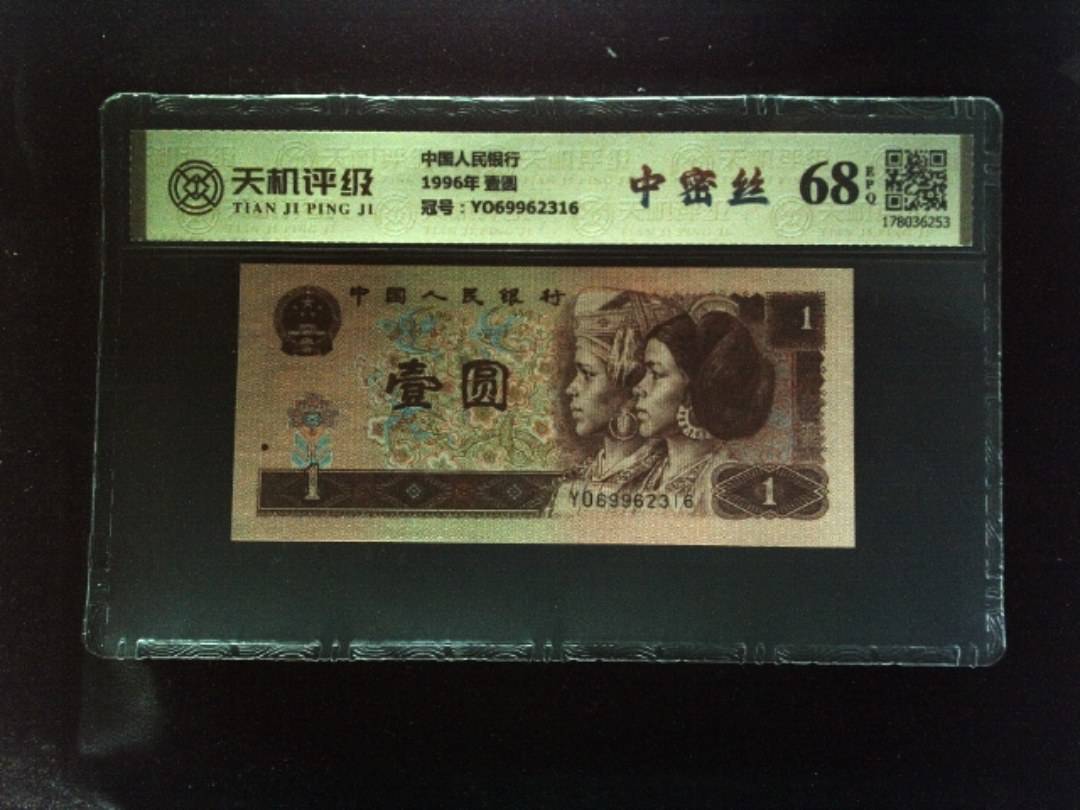 天机评级
TIAN JI PING JI
中国人民银行
1996年 壹圆
冠号：YO69962316
中密丝
68
EPQ
178036253
中国人民银行
壹圆
1
1
1
YO69962316